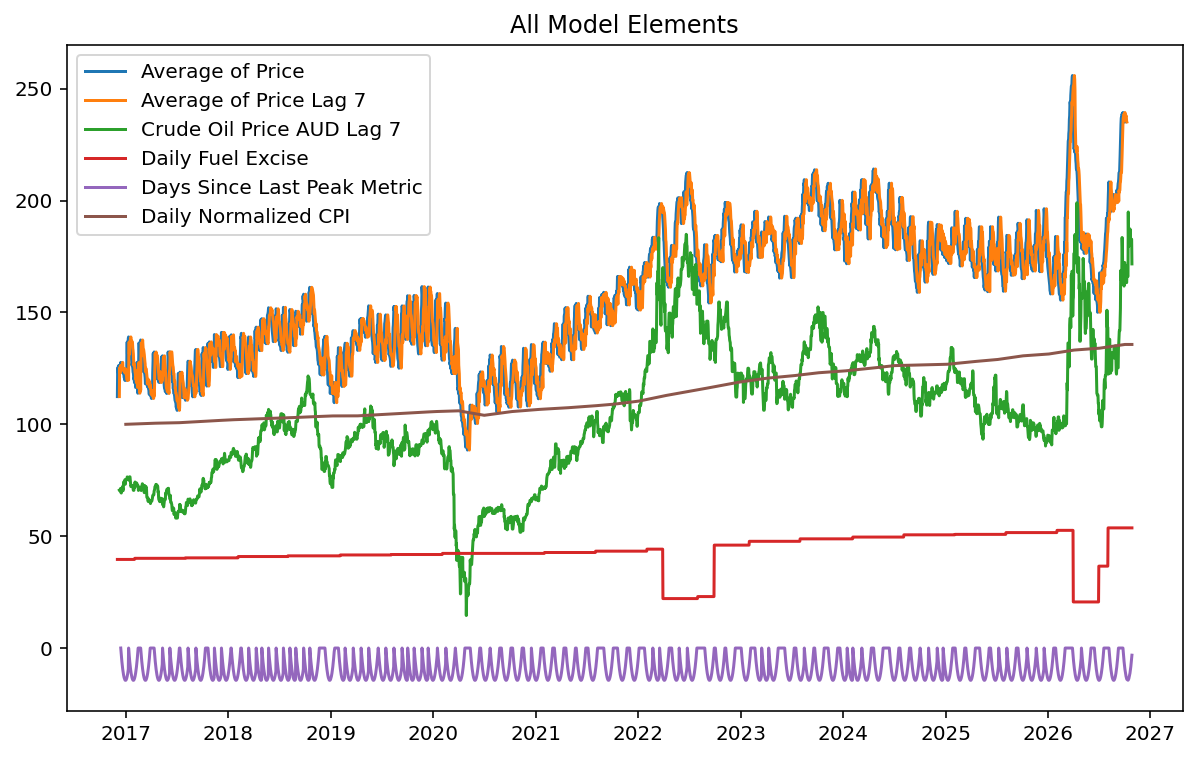 All Model Elements
Average of Price
Average of Price Lag 7
Crude Oil Price AUD Lag 7
Daily Fuel Excise
Days Since Last Peak Metric
Daily Normalized CPI
250
200
150
100
50
0
2017 2018 2019 2020 2021 2022 2023 2024 2025 2026 2027